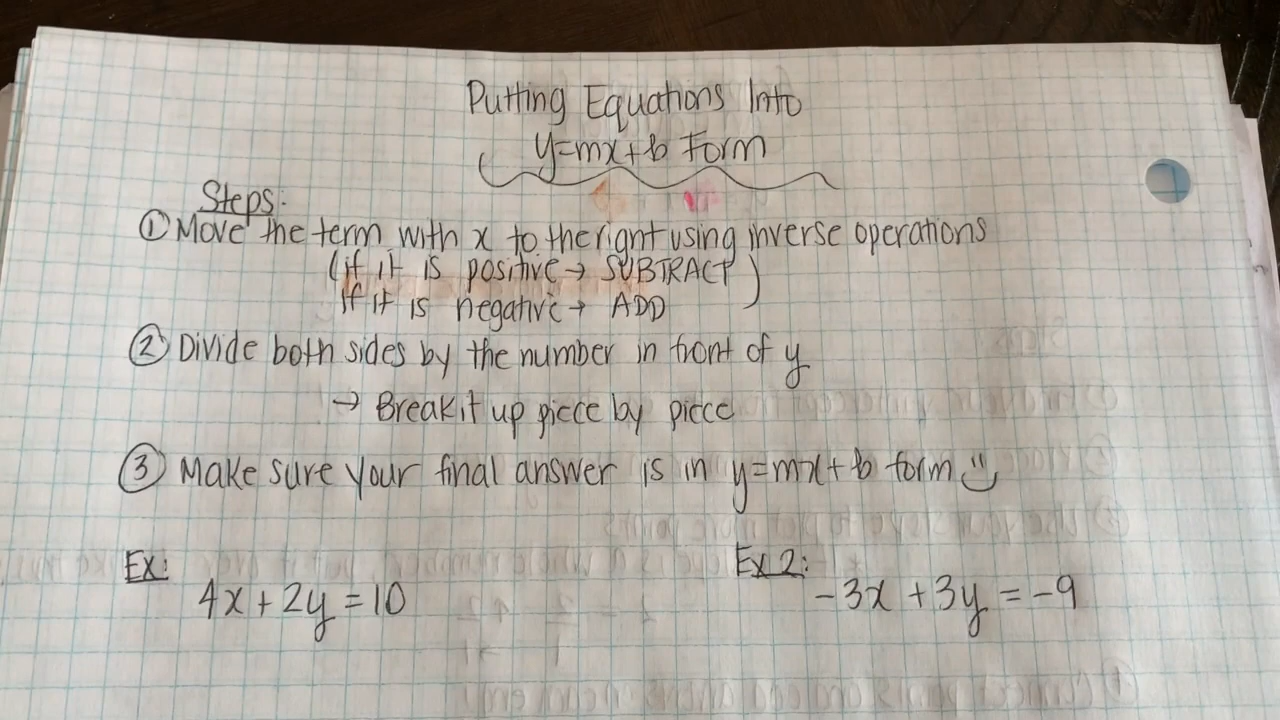 Putting Equations Into
y=mx+b Form
Steps:
① Move the term with x to the right using inverse operations
(if it is positive → SUBTRACT)
if it is negative → ADD
② Divide both sides by the number in front of y
→ Break it up piece by piece
③ Make sure your final answer is in y=mx+b form
Ex:
4x + 2y = 10
Ex 2:
-3x + 3y = -9